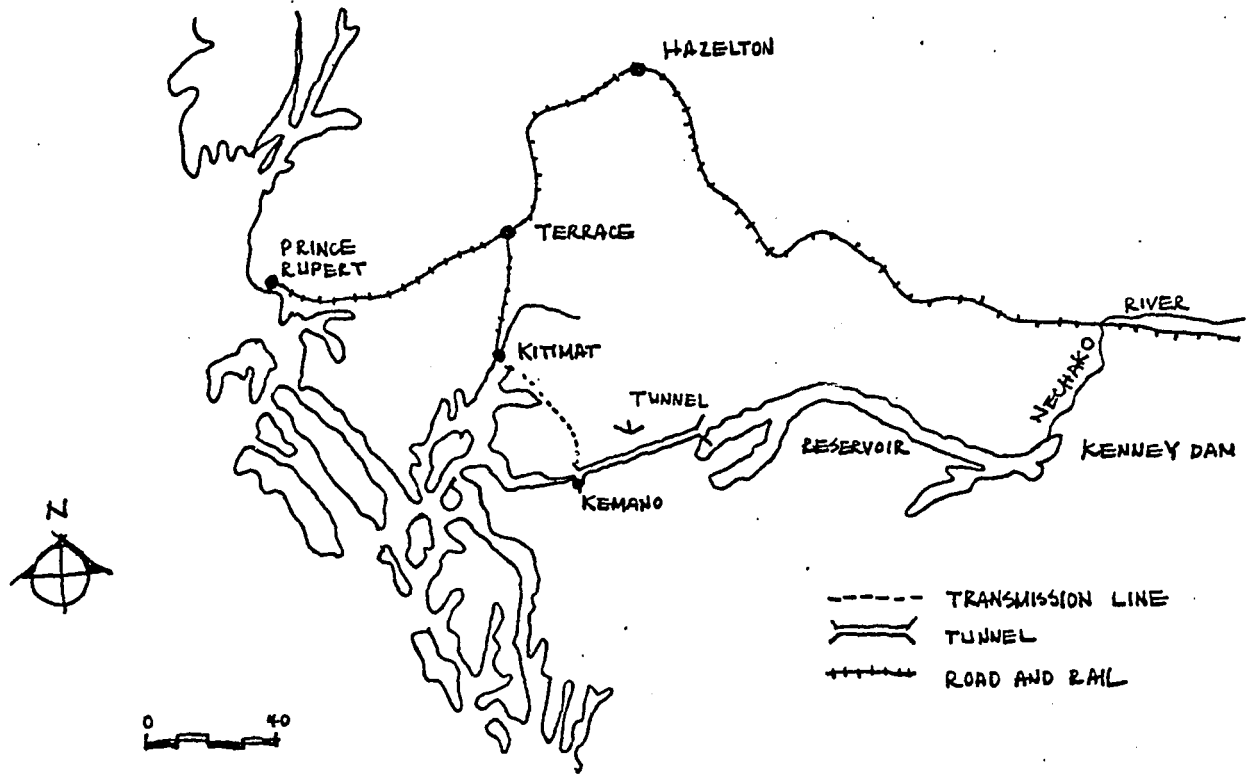 HAZELTON
TERRACE
PRINCE
RUPERT
RIVER
KITIMAT
NECHAKO
TUNNEL
RESERVOIR
KENNEY DAM
KEMANO
N
TRANSMISSION LINE
TUNNEL
ROAD AND RAIL
0 40